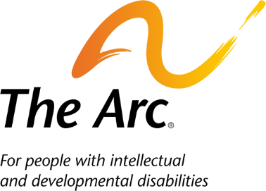 The Arc®
For people with intellectual
and developmental disabilities